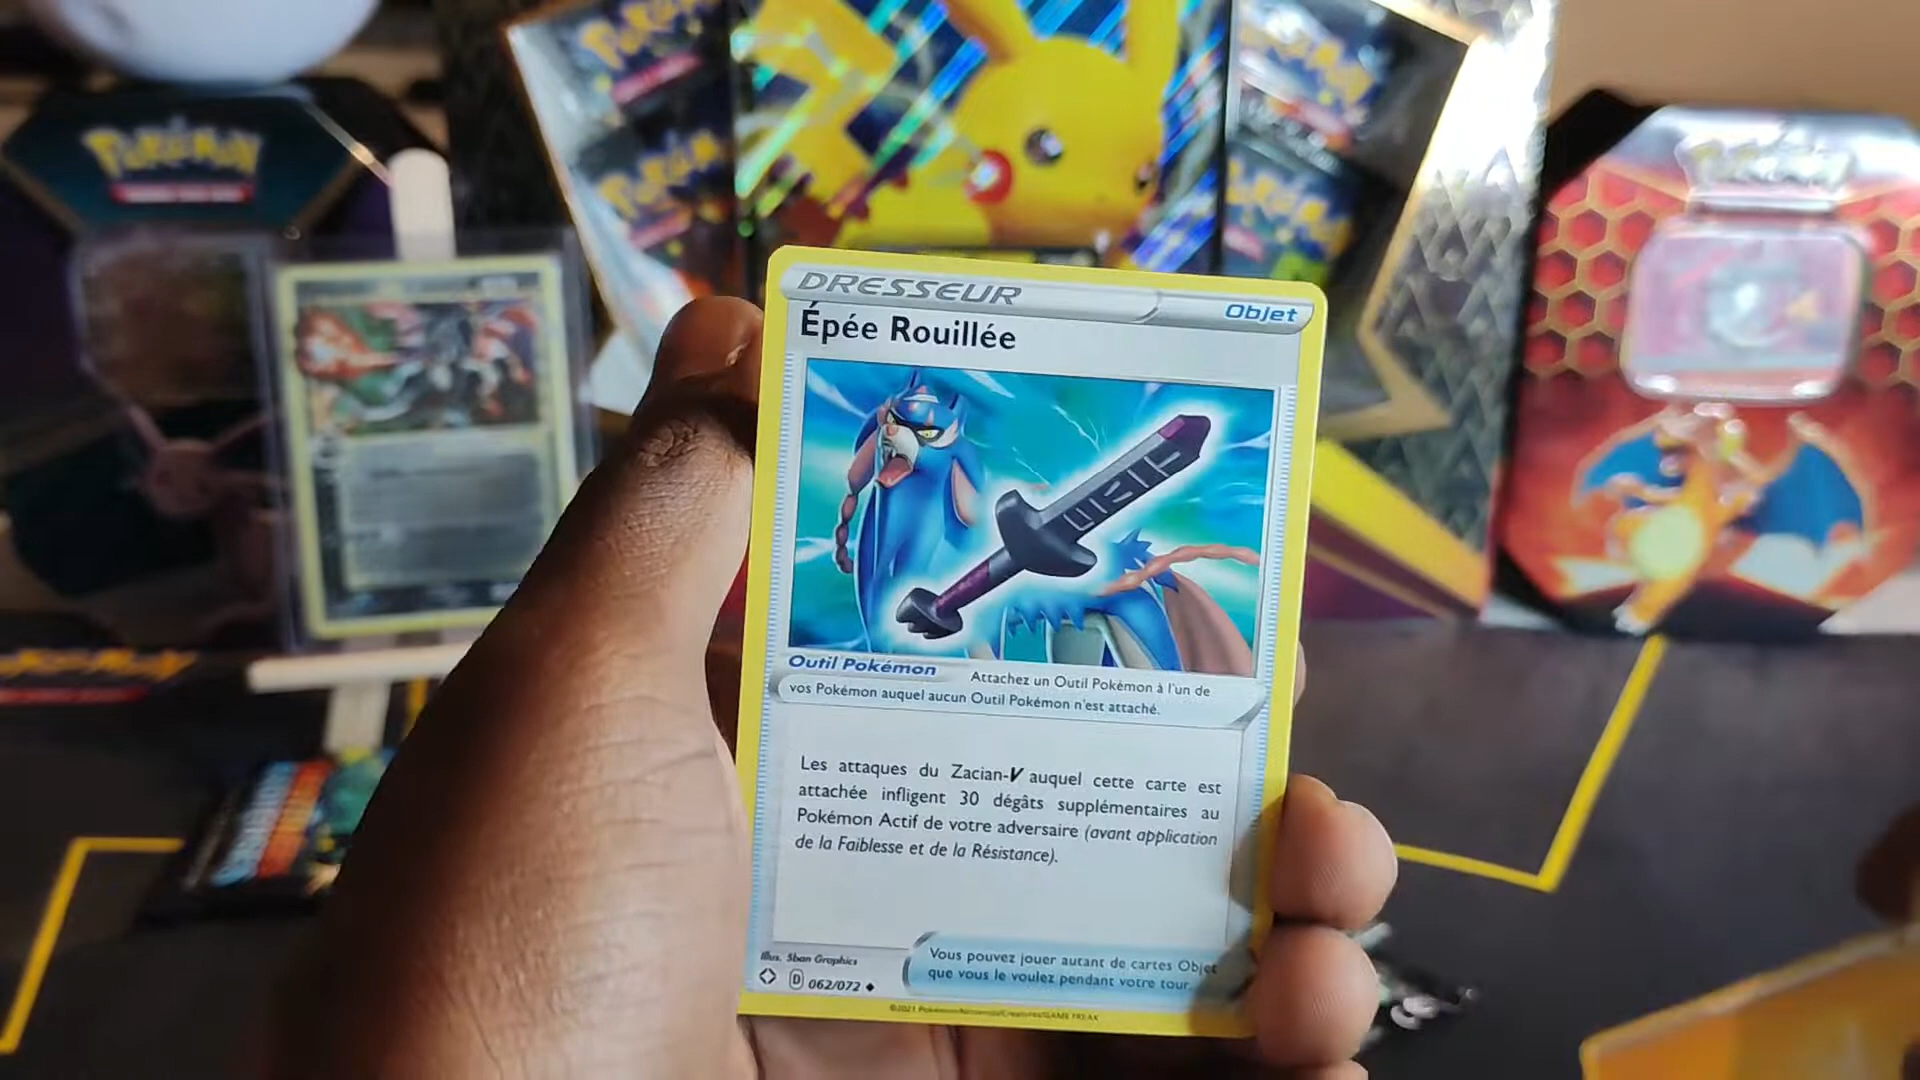 POKÉMON
POKÉMON
POKÉMON
DRESSEUR
Objet
Épée Rouillée
Outil Pokémon Attachez un Outil Pokémon à l'un de
vos Pokémon auquel aucun Outil Pokémon n'est attaché.
Les attaques du Zacian-V auquel cette carte est
attachée infligent 30 dégâts supplémentaires au
Pokémon Actif de votre adversaire (avant application
de la Faiblesse et de la Résistance).
Illus. 5ban Graphics
D 062/072
Vous pouvez jouer autant de cartes Objet
que vous le voulez pendant votre tour.
©2021 Pokémon/Nintendo/Creatures/GAME FREAK